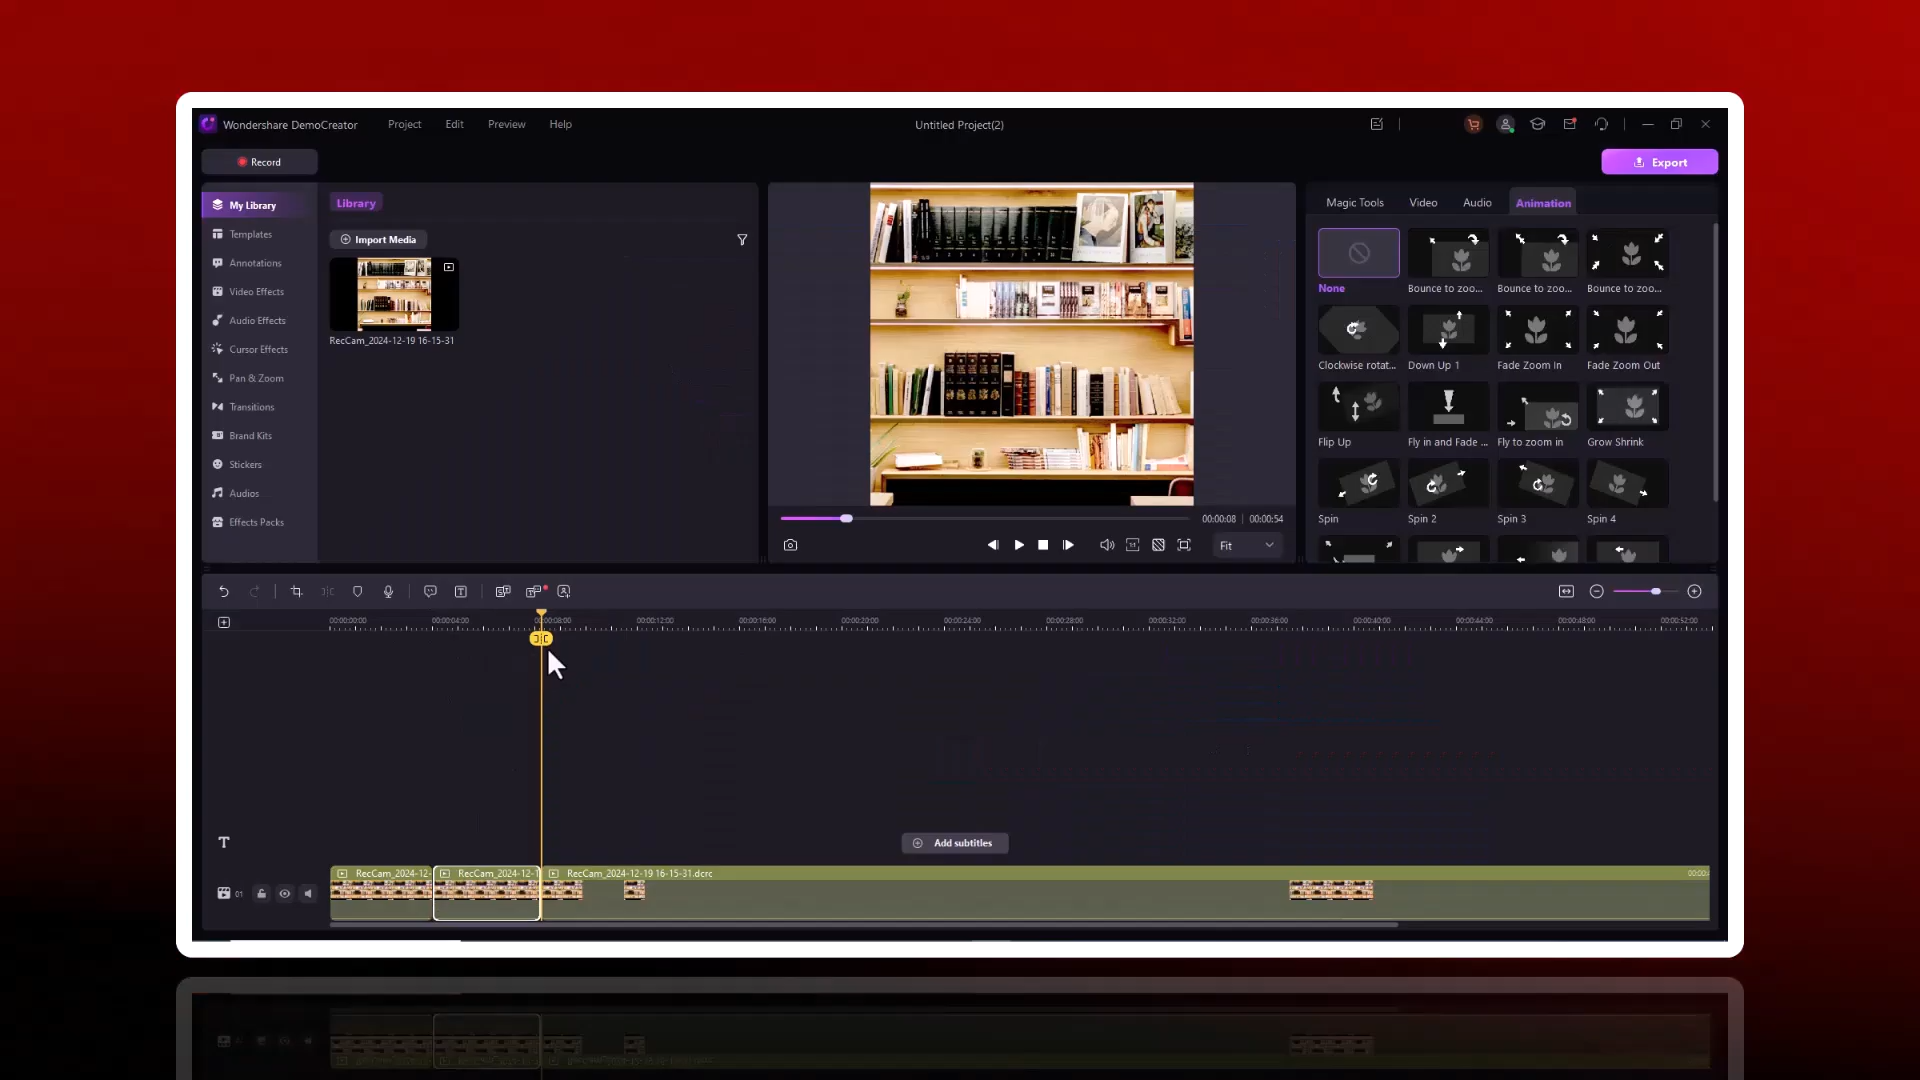 Wondershare DemoCreator
Project
Edit
Preview
Help
Untitled Project(2)
Record
Export
My Library
Templates
Annotations
Video Effects
Audio Effects
Cursor Effects
Pan & Zoom
Transitions
Brand Kits
Stickers
Audios
Effects Packs
Library
Import Media
RecCam_2024-12-19 16-15-31
00:00:08 | 00:00:54
Fit
Magic Tools
Video
Audio
Animation
None
Bounce to zoo...
Bounce to zoo...
Bounce to zoo...
Clockwise rotat...
Down Up 1
Fade Zoom In
Fade Zoom Out
Flip Up
Fly in and Fade ...
Fly to zoom in
Grow Shrink
Spin
Spin 2
Spin 3
Spin 4
00:00:00:00
00:00:04:00
00:00:08:00
00:00:12:00
00:00:16:00
00:00:20:00
00:00:24:00
00:00:28:00
00:00:32:00
00:00:36:00
00:00:40:00
00:00:44:00
00:00:48:00
00:00:52:00
Add subtitles
01
RecCam_2024-12-
RecCam_2024-12-1
RecCam_2024-12-19 16-15-31.dcrc
00:00: